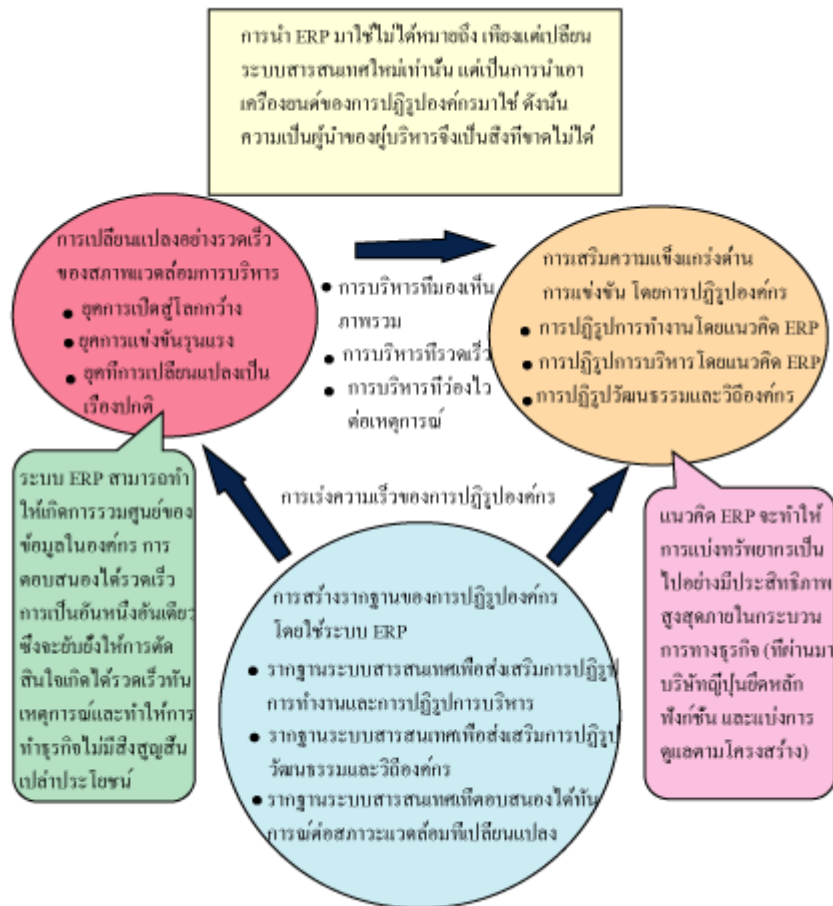 การนำ ERP มาใช้ไม่ได้หมายถึง เพียงแต่เปลี่ยน
ระบบสารสนเทศใหม่เท่านั้น แต่เป็นการนำเอา
เครื่องยนต์ของการปฏิรูปองค์กรมาใช้ ดังนั้น
ความเป็นผู้นำของผู้บริหารจึงเป็นสิ่งที่ขาดไม่ได้
การเปลี่ยนแปลงอย่างรวดเร็ว
ของสภาพแวดล้อมการบริหาร
● ยุคการเปิดสู่โลกกว้าง
● ยุคการแข่งขันรุนแรง
● ยุคที่การเปลี่ยนแปลงเป็น
เรื่องปกติ
● การบริหารที่มองเห็น
ภาพรวม
● การบริหารที่รวดเร็ว
● การบริหารที่ว่องไว
ต่อเหตุการณ์
การเสริมความแข็งแกร่งด้าน
การแข่งขัน โดยการปฏิรูปองค์กร
● การปฏิรูปการทำงานโดยแนวคิด ERP
● การปฏิรูปการบริหารโดยแนวคิด ERP
● การปฏิรูปวัฒนธรรมและวิถีองค์กร
ระบบ ERP สามารถทำ
ให้เกิดการรวมศูนย์ของ
ข้อมูลในองค์กร การ
ตอบสนองได้รวดเร็ว
การเป็นอันหนึ่งอันเดียว
ซึ่งจะยับยั้งให้การตัด
สินใจเกิดได้รวดเร็วทัน
เหตุการณ์และทำให้การ
ทำธุรกิจไม่มีสิ่งสูญสิ้น
เปล่าประโยชน์
การเร่งความเร็วของการปฏิรูปองค์กร
การสร้างรากฐานของการปฏิรูปองค์กร
โดยใช้ระบบ ERP
● รากฐานระบบสารสนเทศเพื่อส่งเสริมการปฏิรูป
การทำงานและการปฏิรูปการบริหาร
● รากฐานระบบสารสนเทศเพื่อส่งเสริมการปฏิรูป
วัฒนธรรมและวิถีองค์กร
● รากฐานระบบสารสนเทศที่ตอบสนองได้ทัน
การณ์ต่อสภาวะแวดล้อมที่เปลี่ยนแปลง
แนวคิด ERP จะทำให้
การแบ่งทรัพยากรเป็น
ไปอย่างมีประสิทธิภาพ
สูงสุดภายในกระบวน
การทางธุรกิจ (ที่ผ่านมา
บริษัทญี่ปุ่นยึดหลัก
ฟังก์ชั่น และแบ่งการ
ดูแลตามโครงสร้าง)